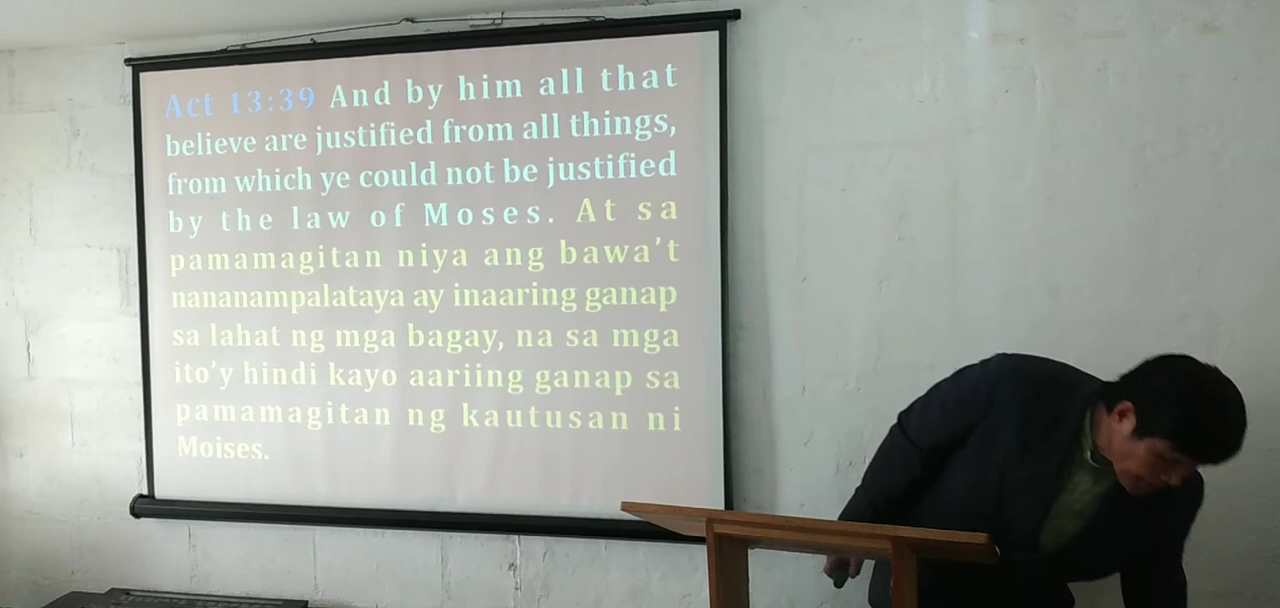 Act 13:39 And by him all that
believe are justified from all things,
from which ye could not be justified
by the law of Moses. At sa
pamamagitan niya ang bawa't
nananampalataya ay inaaring ganap
sa lahat ng mga bagay, na sa mga
ito'y hindi kayo aariing ganap sa
pamamagitan ng kautusan ni
Moises.